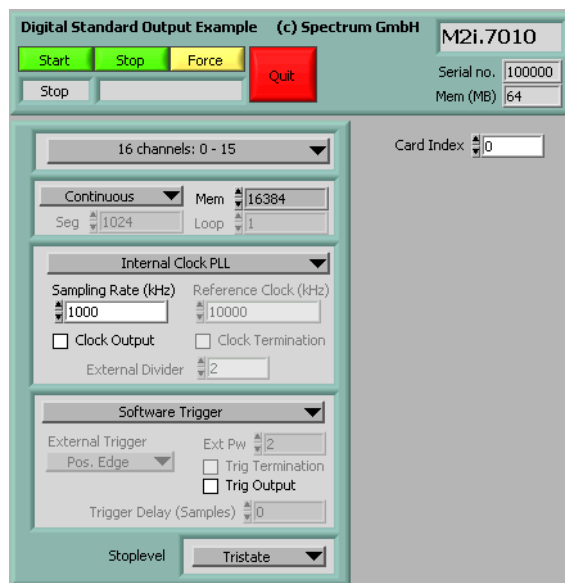 Digital Standard Output Example (c) Spectrum GmbH
M2i.7010
Start Stop Force
Quit
Stop
Serial no. 100000
Mem (MB) 64
16 channels: 0 - 15
Card Index 0
Continuous Mem 16384
Seg 1024 Loop 1
Internal Clock PLL
Sampling Rate (kHz) Reference Clock (kHz)
1000 10000
Clock Output Clock Termination
External Divider 2
Software Trigger
External Trigger Ext Pw 2
Pos. Edge Trig Termination
Trig Output
Trigger Delay (Samples) 0
Stoplevel Tristate